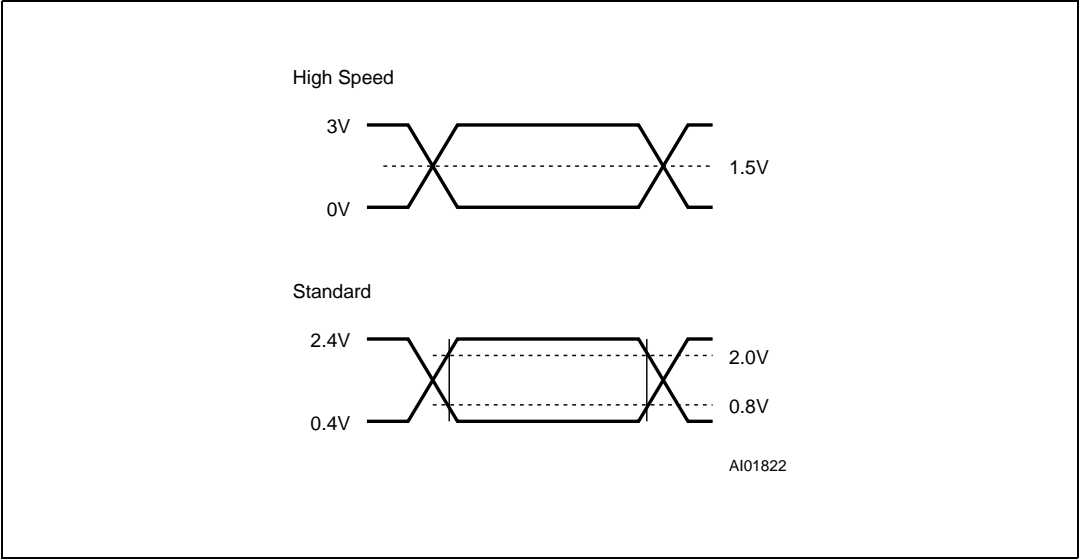 High Speed
3V
1.5V
0V
Standard
2.4V
2.0V
0.8V
0.4V
AI01822